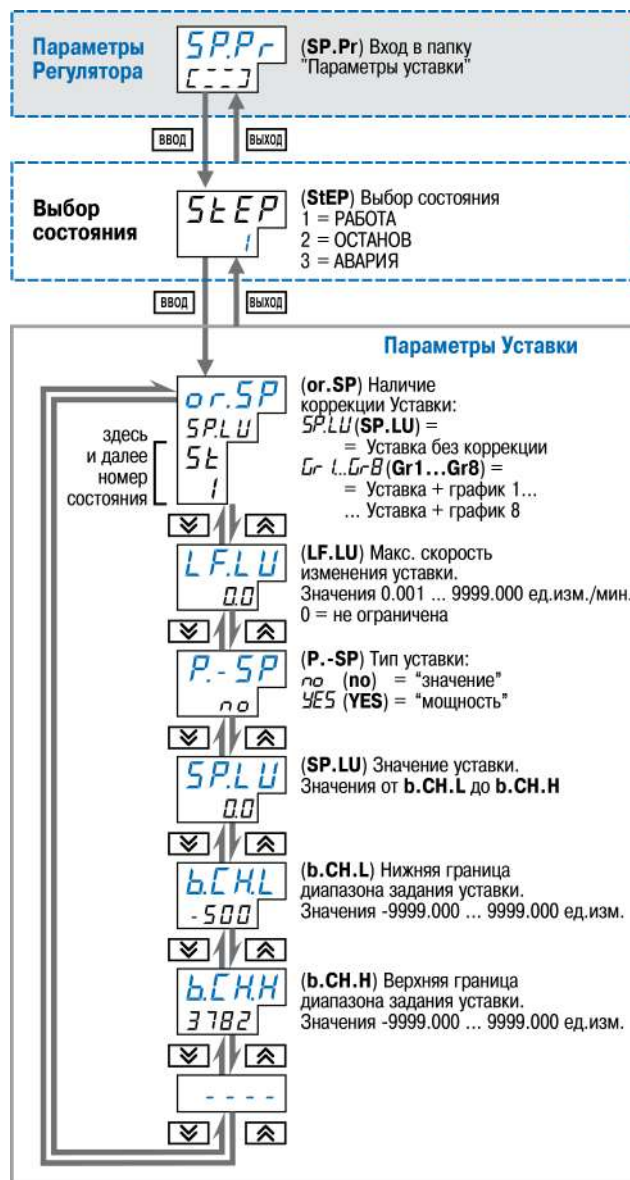 Параметры
Регулятора
SP.Pr
[---]
(SP.Pr) Вход в папку
"Параметры уставки"
ВВОД
ВЫХОД
Выбор
состояния
StEP
1
(StEP) Выбор состояния
1 = РАБОТА
2 = ОСТАНОВ
3 = АВАРИЯ
ВВОД
ВЫХОД
Параметры Уставки
здесь
и далее
номер
состояния
or.SP
SP.LU
St
1
(or.SP) Наличие
коррекции Уставки:
SP.LU (SP.LU) =
= Уставка без коррекции
Gr 1...Gr8 (Gr1...Gr8) =
= Уставка + график 1...
... Уставка + график 8
LF.LU
0.0
(LF.LU) Макс. скорость
изменения уставки.
Значения 0.001 ... 9999.000 ед.изм./мин.
0 = не ограничена
P.-SP
no
(P.-SP) Тип уставки:
no (no) = “значение”
YES (YES) = “мощность”
SP.LU
0.0
(SP.LU) Значение уставки.
Значения от b.CH.L до b.CH.H
b.CH.L
-500
(b.CH.L) Нижняя граница
диапазона задания уставки.
Значения -9999.000 ... 9999.000 ед.изм.
b.CH.H
3782
(b.CH.H) Верхняя граница
диапазона задания уставки.
Значения -9999.000 ... 9999.000 ед.изм.
- - - -